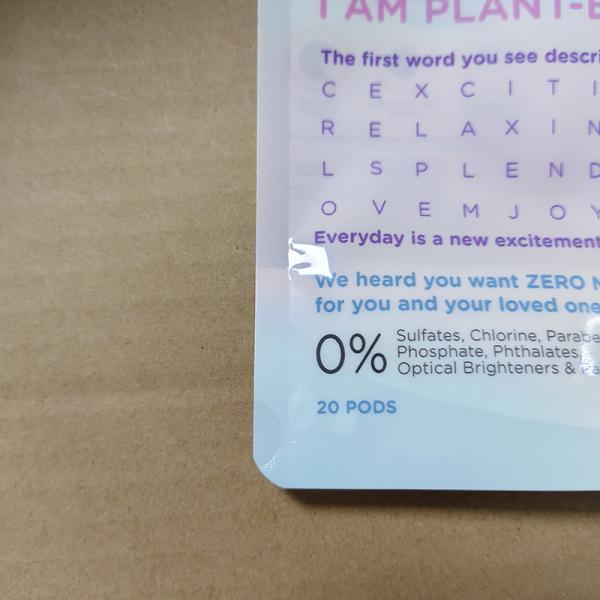 I AM PLANT-
The first word you see descri
C E X C I T I
R E L A X I N
L S P L E N D
O V E M J O Y
Everyday is a new excitement
We heard you want ZERO N
for you and your loved one
0% Sulfates, Chlorine, Parabe
Phosphate, Phthalates,
Optical Brighteners &
20 PODS